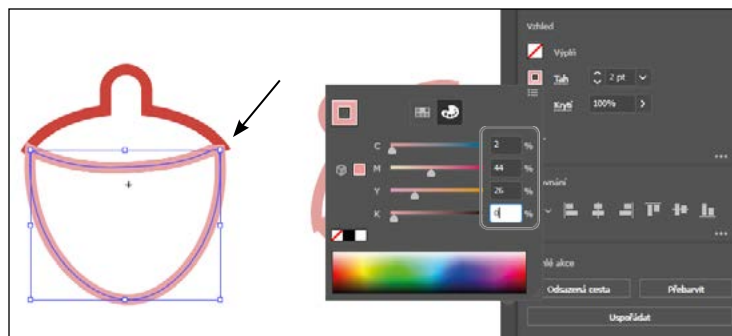 Vzhled
Výplň
Tah 2 pt
Krytí 100%
C 2 %
M 44 %
Y 26 %
K 0 %
Odsazená cesta Přebarvit
Uspořádat